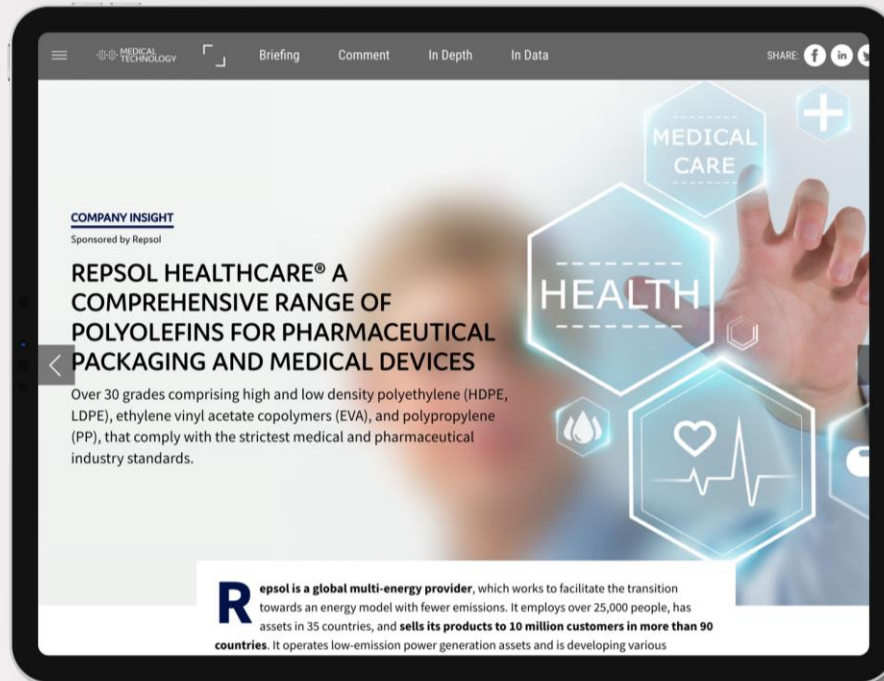 MEDICAL
TECHNOLOGY
Briefing
Comment
In Depth
In Data
SHARE:
COMPANY INSIGHT
Sponsored by Repsol
REPSOL HEALTHCARE® A
COMPREHENSIVE RANGE OF
POLYOLEFINS FOR PHARMACEUTICAL
PACKAGING AND MEDICAL DEVICES
Over 30 grades comprising high and low density polyethylene (HDPE,
LDPE), ethylene vinyl acetate copolymers (EVA), and polypropylene
(PP), that comply with the strictest medical and pharmaceutical
industry standards.
MEDICAL
CARE
HEALTH
Repsol is a global multi-energy provider, which works to facilitate the transition
towards an energy model with fewer emissions. It employs over 25,000 people, has
assets in 35 countries, and sells its products to 10 million customers in more than 90
countries. It operates low-emission power generation assets and is developing various